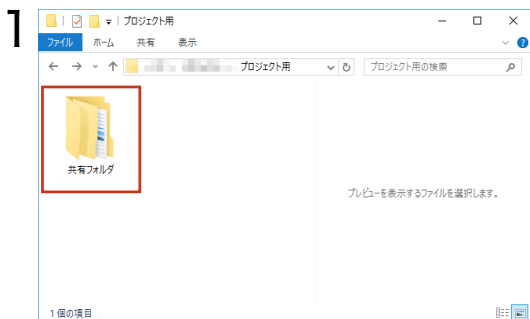 1
プロジェクト用
ファイル ホーム 共有 表示
プロジェクト用 プロジェクト用の検索
共有フォルダ
プレビューを表示するファイルを選択します。
1 個の項目